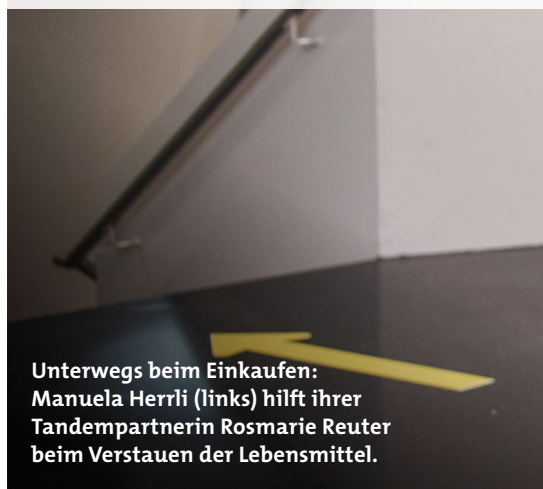 Unterwegs beim Einkaufen:
Manuela Herrli (links) hilft ihrer
Tandempartnerin Rosmarie Reuter
beim Verstauen der Lebensmittel.